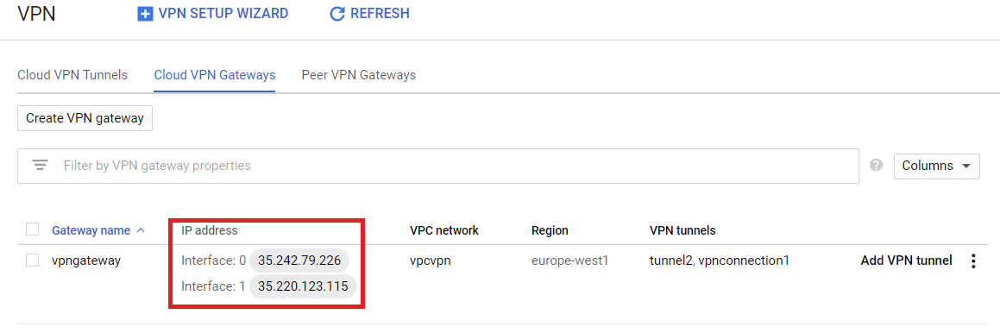 VPN VPN SETUP WIZARD REFRESH
Cloud VPN Tunnels Cloud VPN Gateways Peer VPN Gateways
Create VPN gateway
Filter by VPN gateway properties ? Columns
Gateway name IP address VPC network Region VPN tunnels
vpngateway Interface: 0 35.242.79.226 vpcvpn europe-west1 tunnel2, vpnconnection1 Add VPN tunnel
Interface: 1 35.220.123.115